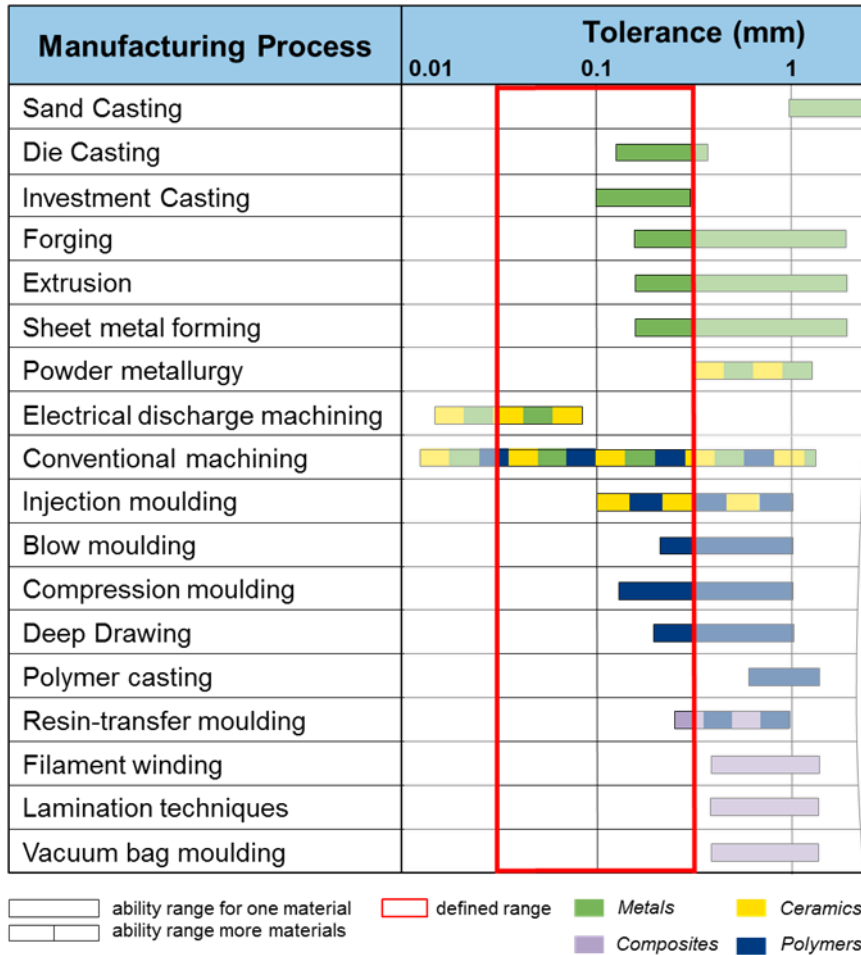 Manufacturing Process
Tolerance (mm)
0.01 0.1 1
Sand Casting
Die Casting
Investment Casting
Forging
Extrusion
Sheet metal forming
Powder metallurgy
Electrical discharge machining
Conventional machining
Injection moulding
Blow moulding
Compression moulding
Deep Drawing
Polymer casting
Resin-transfer moulding
Filament winding
Lamination techniques
Vacuum bag moulding
ability range for one material defined range Metals Ceramics
ability range more materials
Composites Polymers